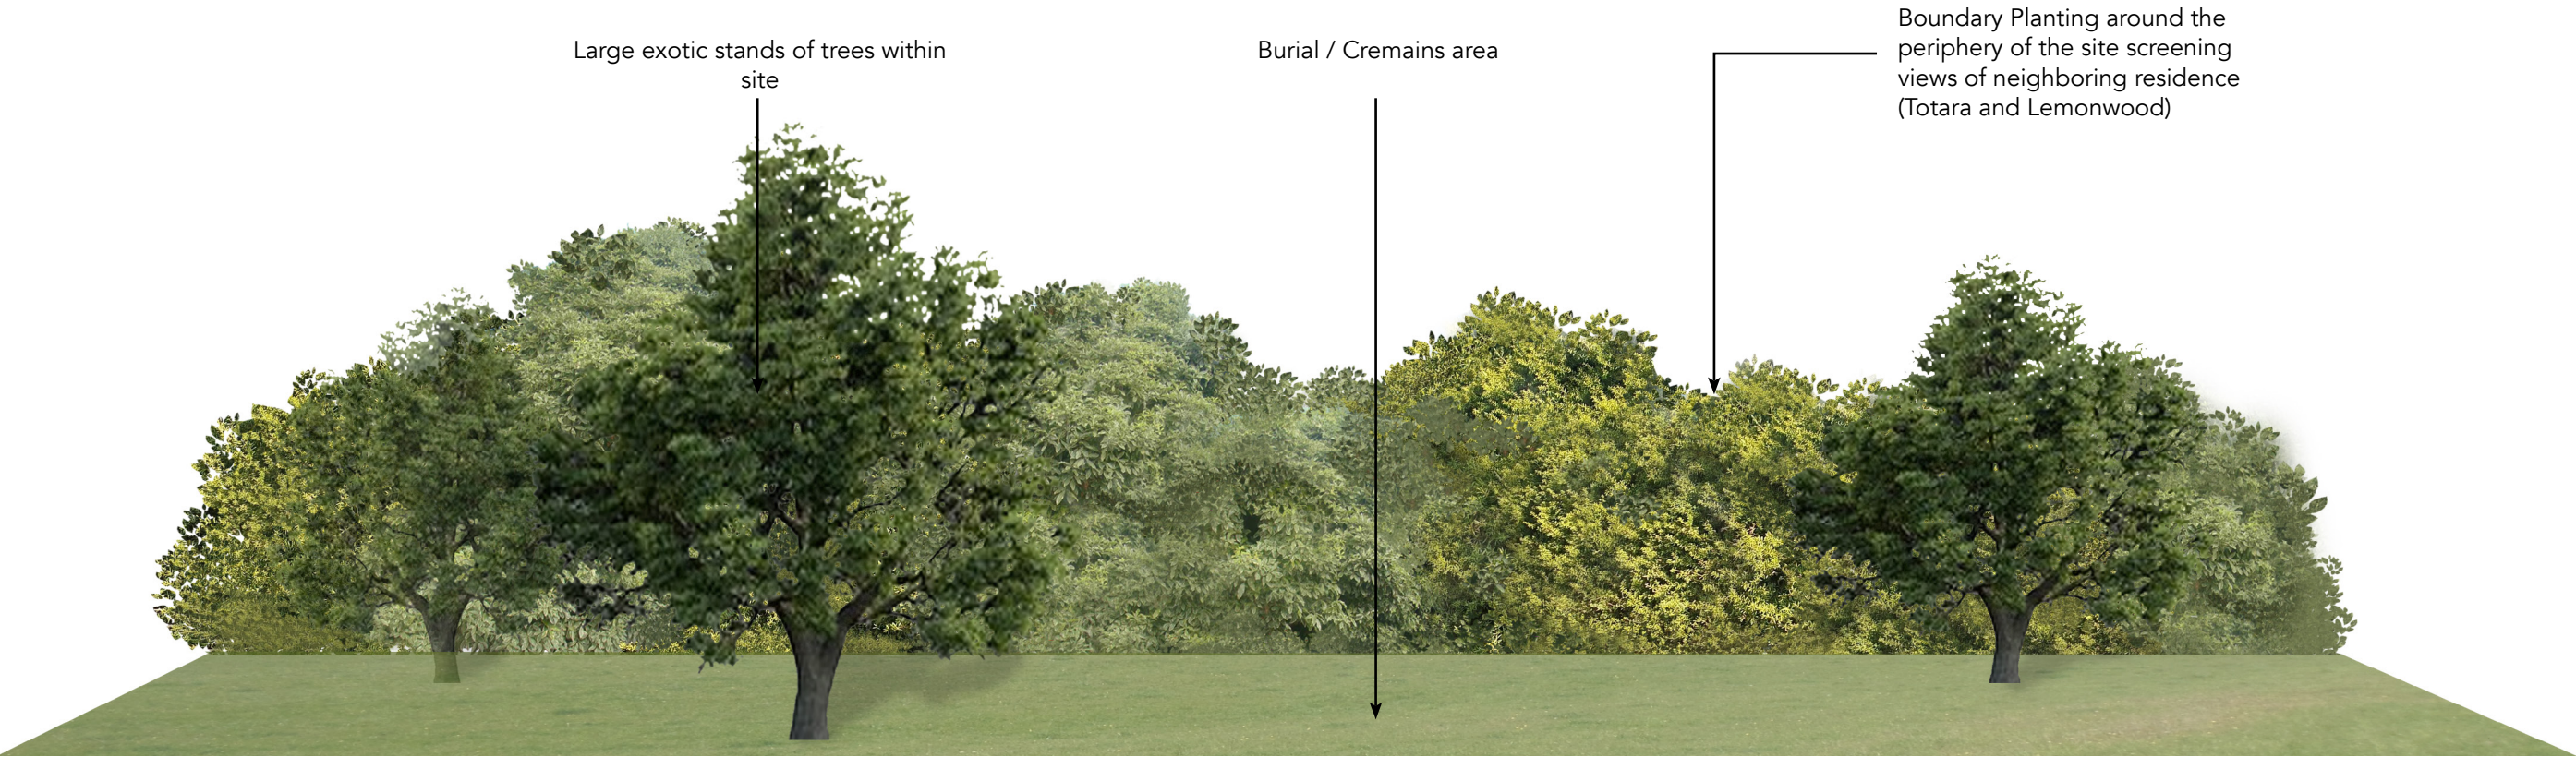 Large exotic stands of trees within
site
Burial / Cremains area
Boundary Planting around the
periphery of the site screening
views of neighboring residence
(Totara and Lemonwood)